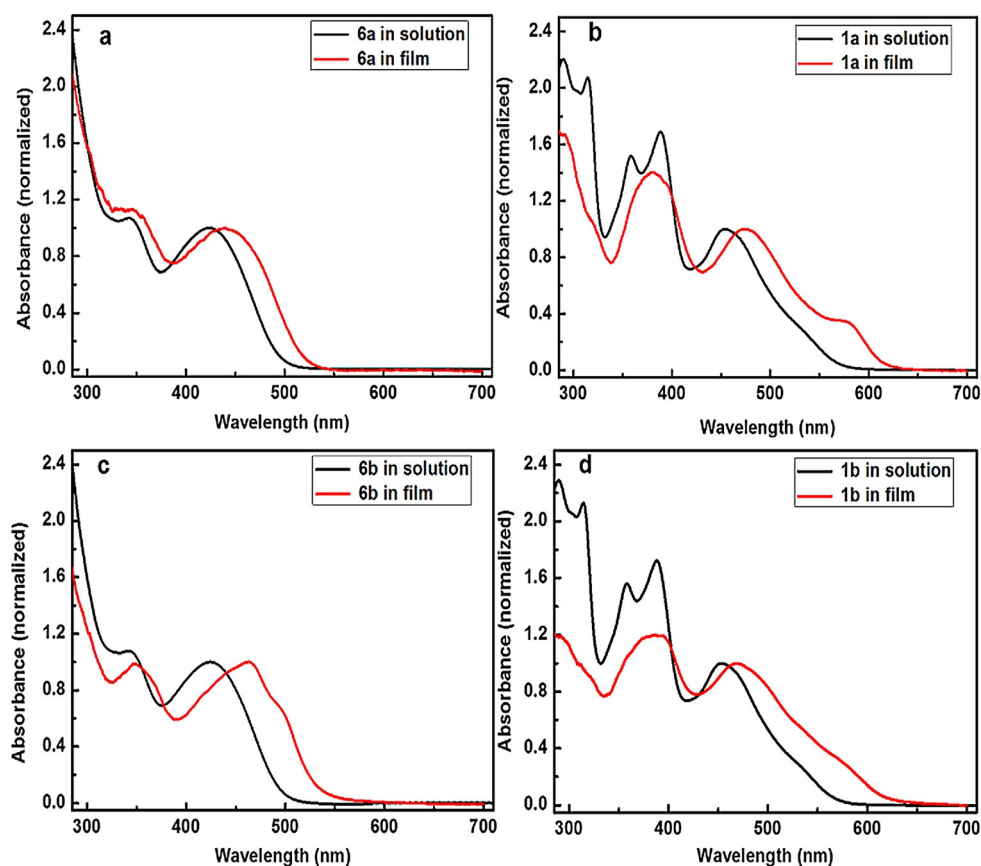 a
6a in solution
6a in film
Absorbance (normalized)
2.4
2.0
1.6
1.2
0.8
0.4
0.0
300 400 500 600 700
Wavelength (nm)
b
1a in solution
1a in film
Absorbance (normalized)
2.4
2.0
1.6
1.2
0.8
0.4
0.0
300 400 500 600 700
Wavelength (nm)
c
6b in solution
6b in film
Absorbance (normalized)
2.4
2.0
1.6
1.2
0.8
0.4
0.0
300 400 500 600 700
Wavelength (nm)
d
1b in solution
1b in film
Absorbance (normalized)
2.4
2.0
1.6
1.2
0.8
0.4
0.0
300 400 500 600 700
Wavelength (nm)